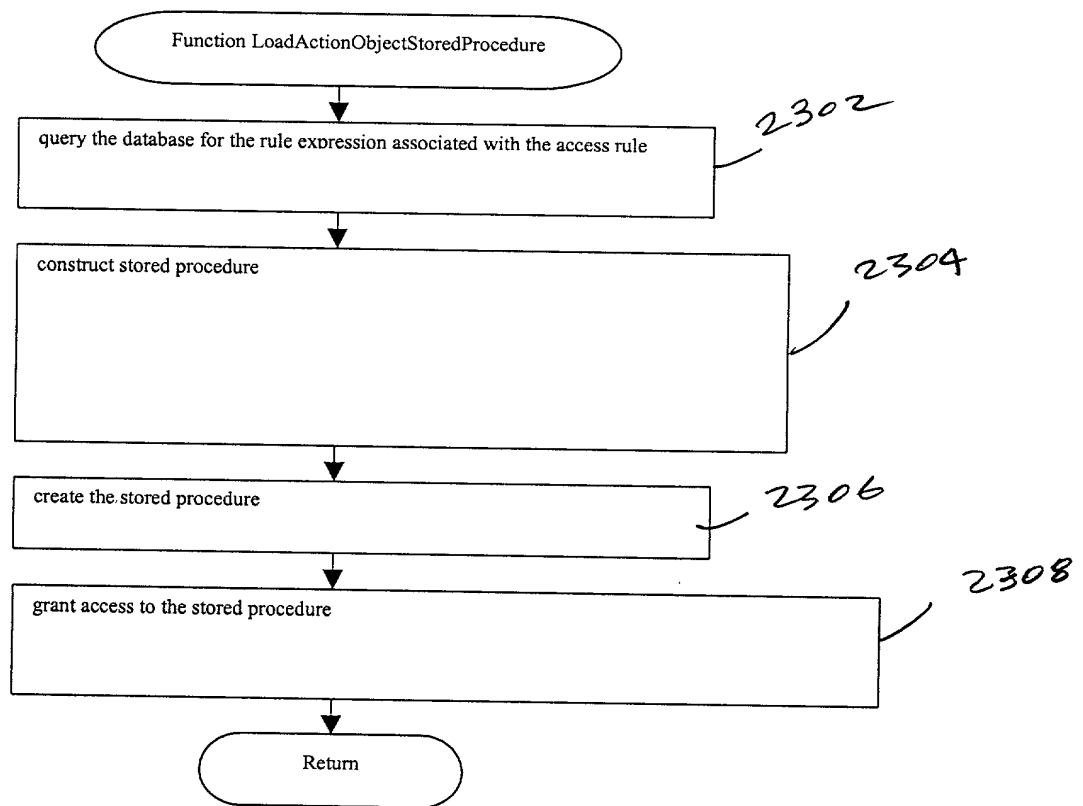 Function LoadActionObjectStoredProcedure
query the database for the rule expression associated with the access rule
2302
construct stored procedure
2304
create the stored procedure
2306
grant access to the stored procedure
2308
Return